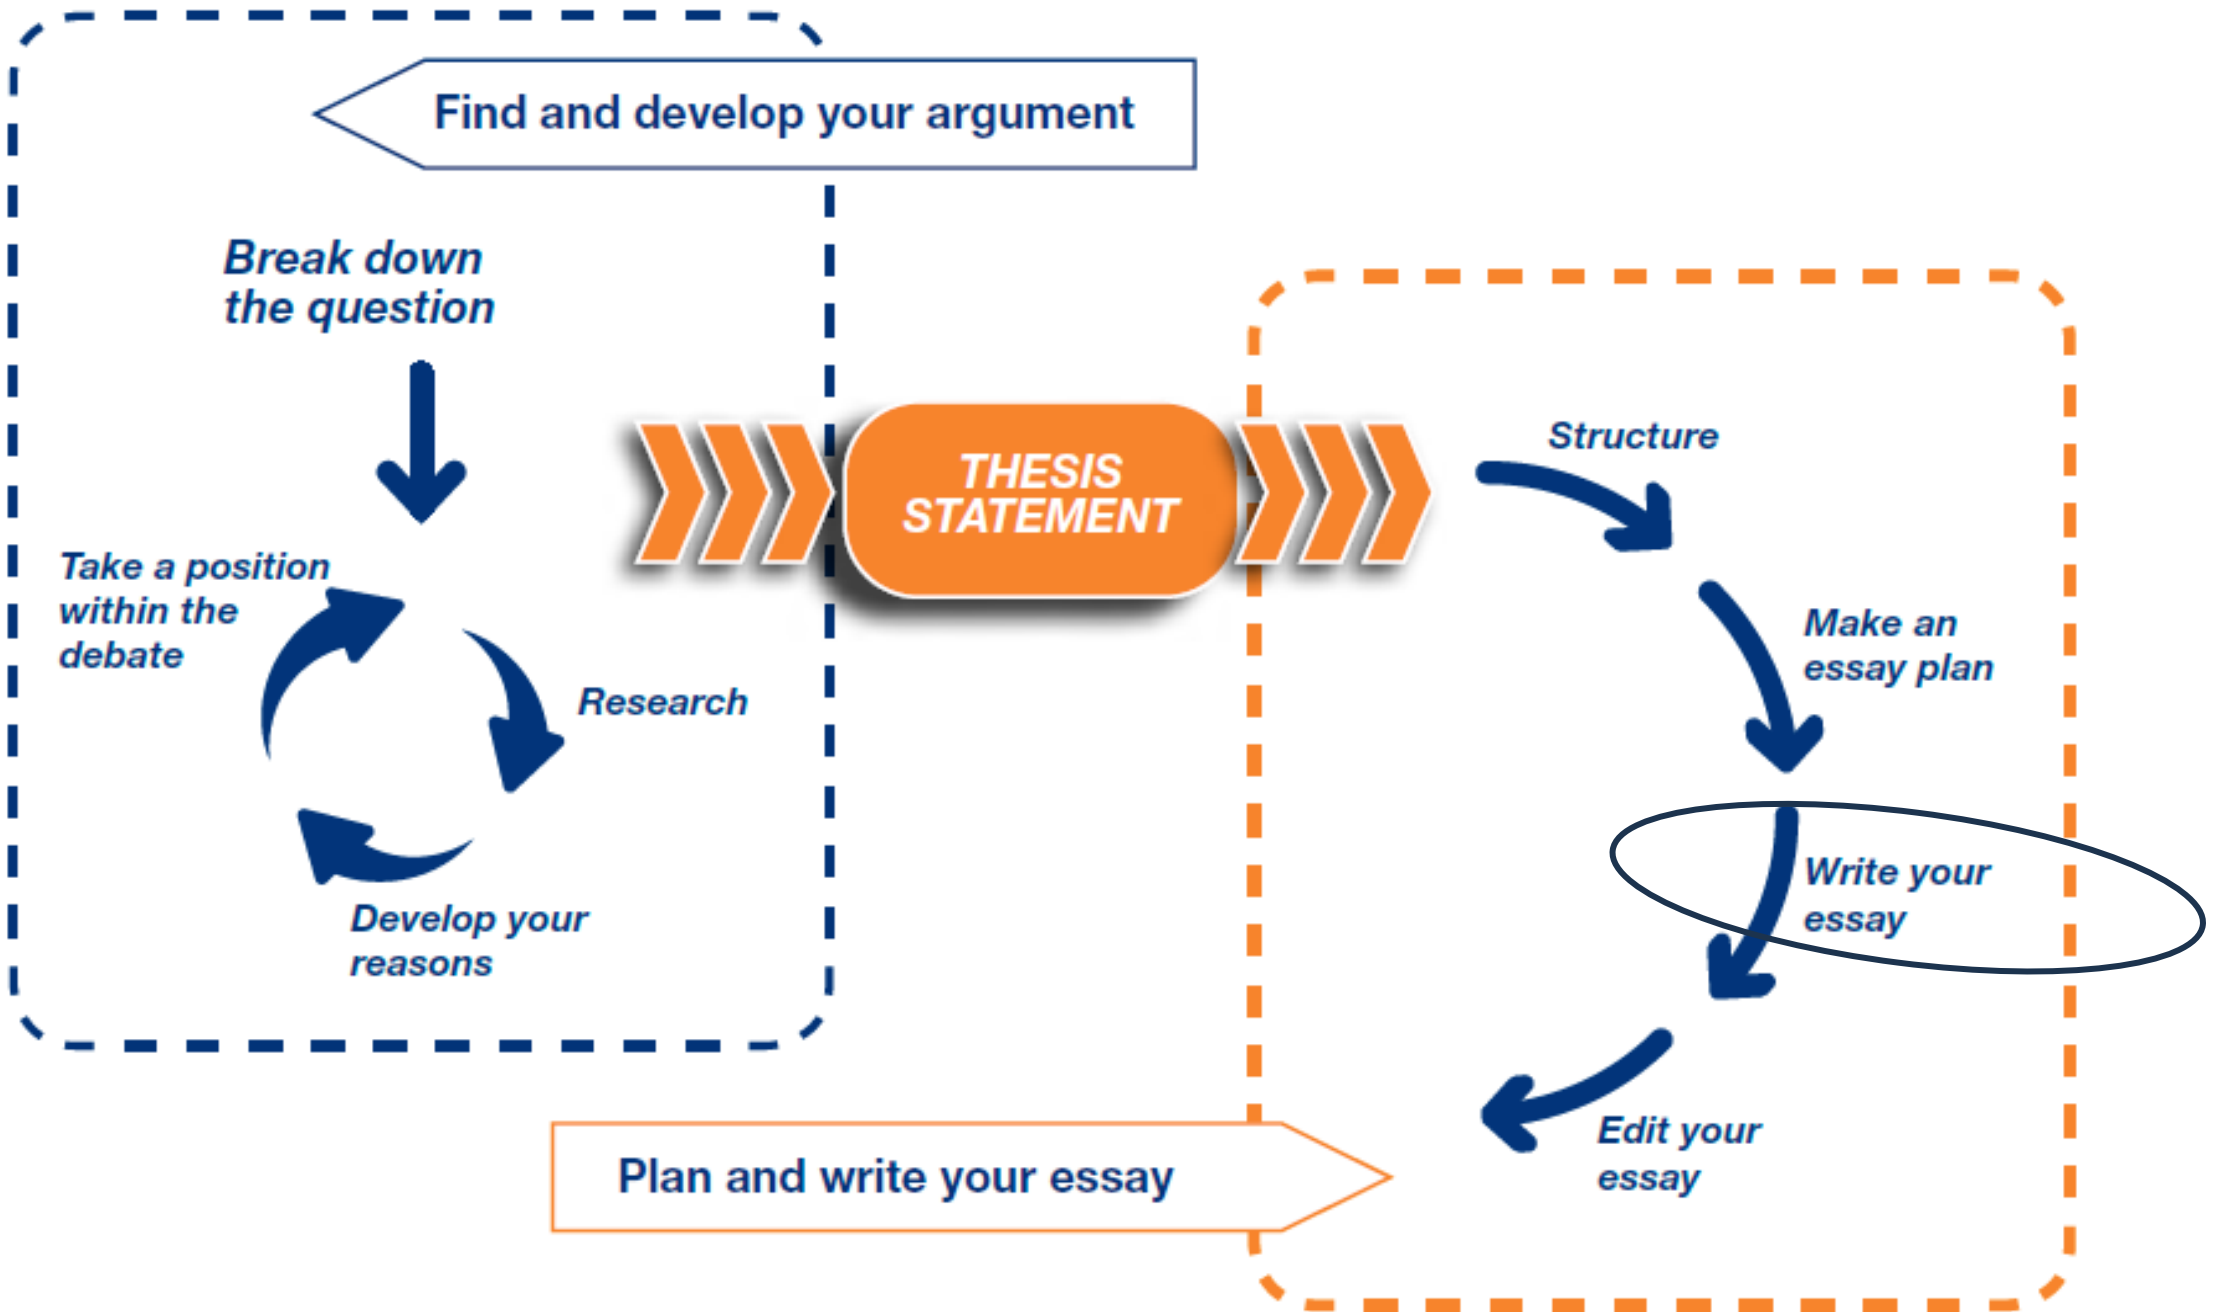 Find and develop your argument
Break down
the question
Take a position
within the
debate
Research
Develop your
reasons
THESIS
STATEMENT
Structure
Make an
essay plan
Write your
essay
Edit your
essay
Plan and write your essay